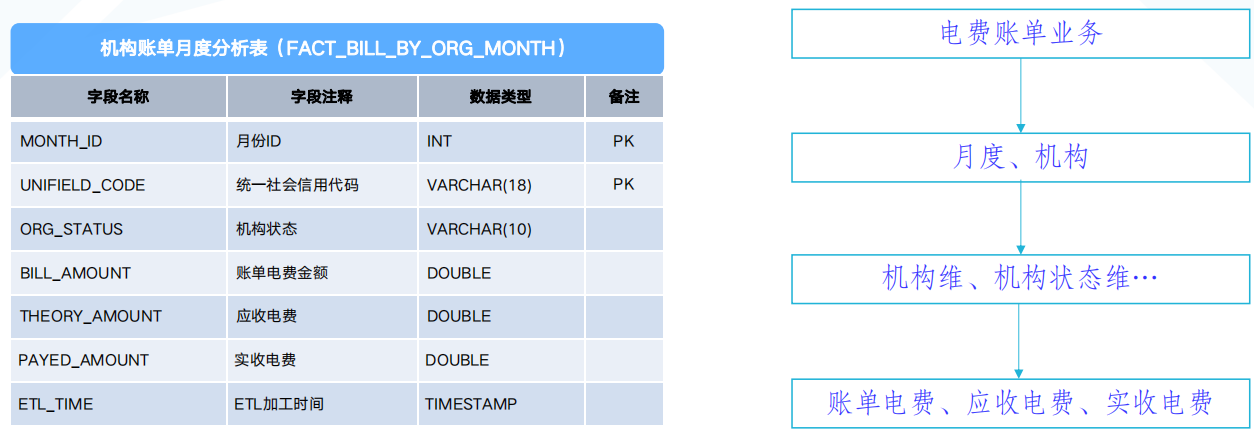 机构账单月度分析表（FACT_BILL_BY_ORG_MONTH）
字段名称 字段注释 数据类型 备注
MONTH_ID 月份ID INT PK
UNIFIELD_CODE 统一社会信用代码 VARCHAR(18) PK
ORG_STATUS 机构状态 VARCHAR(10)
BILL_AMOUNT 账单电费金额 DOUBLE
THEORY_AMOUNT 应收电费 DOUBLE
PAYED_AMOUNT 实收电费 DOUBLE
ETL_TIME ETL加工时间 TIMESTAMP
电费账单业务
月度、机构
机构维、机构状态维…
账单电费、应收电费、实收电费